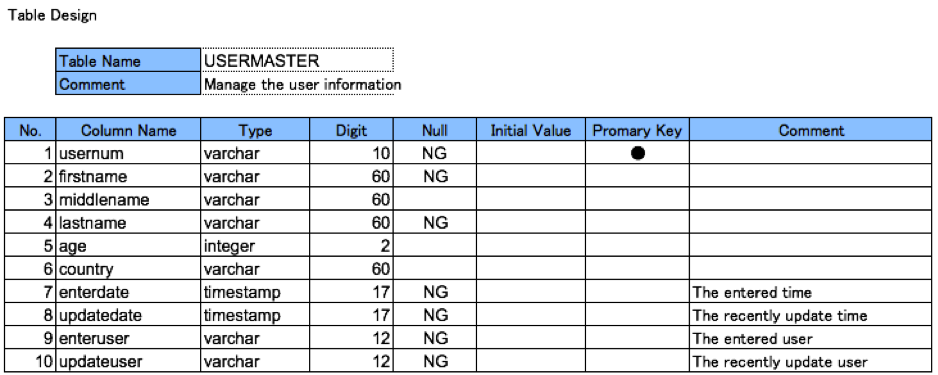 Table Design
Table Name USERMASTER
Comment Manage the user information
No. Column Name Type Digit Null Initial Value Promary Key Comment
1 usernum varchar 10 NG ●
2 firstname varchar 60 NG
3 middlename varchar 60
4 lastname varchar 60 NG
5 age integer 2
6 country varchar 60
7 enterdate timestamp 17 NG The entered time
8 updatedate timestamp 17 NG The recently update time
9 enteruser varchar 12 NG The entered user
10 updateuser varchar 12 NG The recently update user